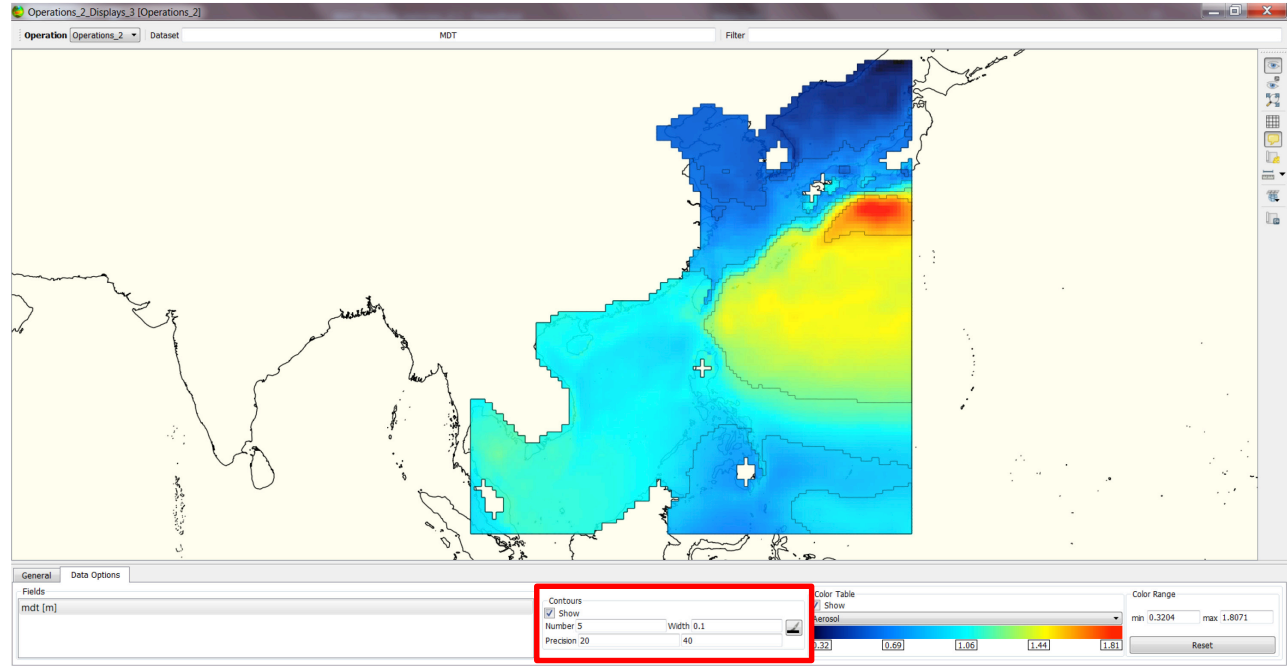 Operations_2_Displays_3 [Operations_2]
Operation Operations_2 Dataset MDT Filter
General Data Options
Fields
mdt [m]
Contours
Show
Number 5 Width 0.1
Precision 20 40
Color Table
Show
Aerosol
0.32 0.69 1.06 1.44 1.81
Color Range
min 0.3204 max 1.8071
Reset